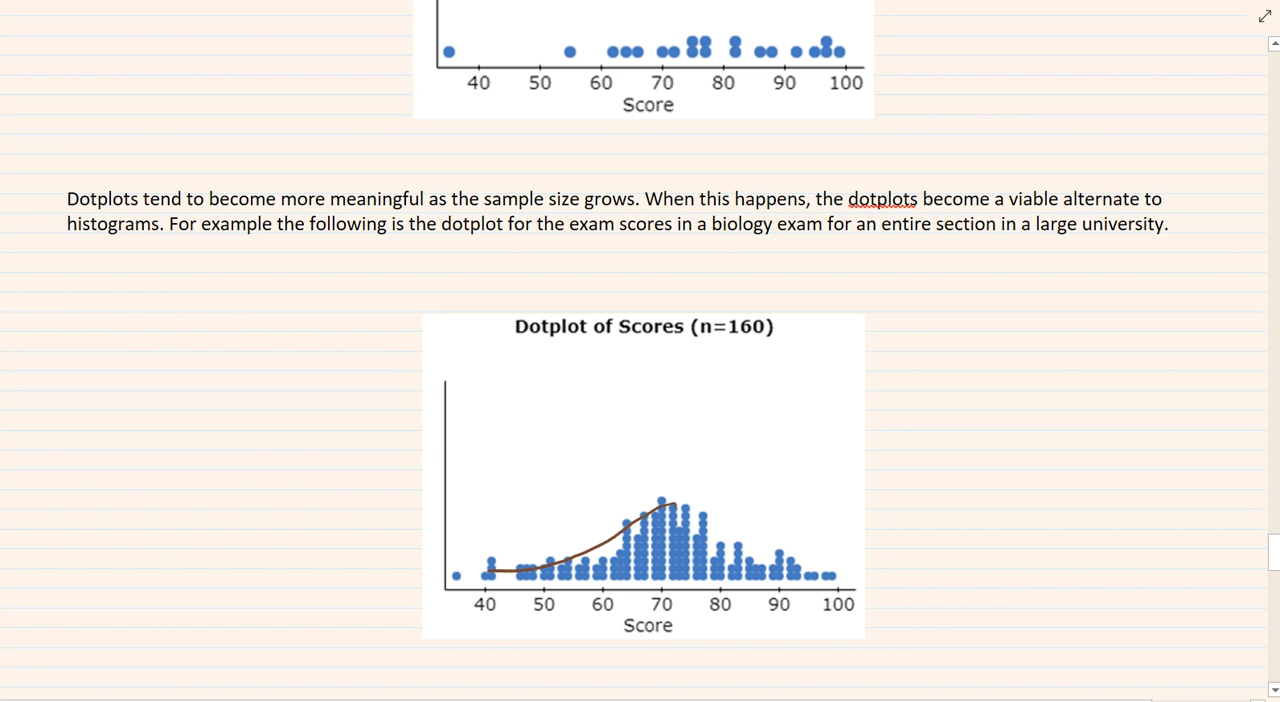 40 50 60 70 80 90 100
Score
Dotplots tend to become more meaningful as the sample size grows. When this happens, the dotplots become a viable alternate to
histograms. For example the following is the dotplot for the exam scores in a biology exam for an entire section in a large university.
Dotplot of Scores (n=160)
40 50 60 70 80 90 100
Score